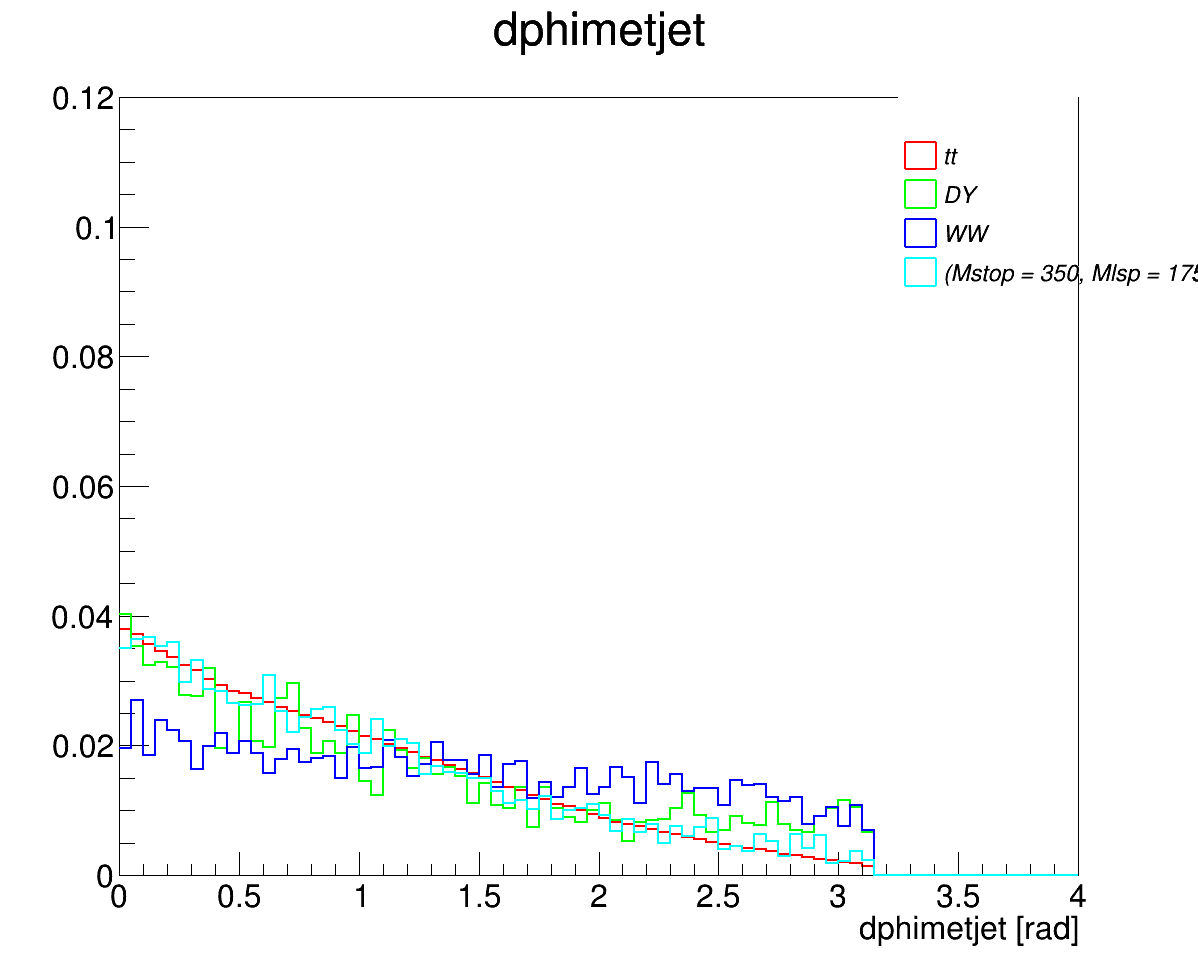 dphimetjet
0.12
0.1
0.08
0.06
0.04
0.02
0
tt
DY
WW
(Mstop = 350, Mlsp = 175
0 0.5 1 1.5 2 2.5 3 3.5 4
dphimetjet [rad]